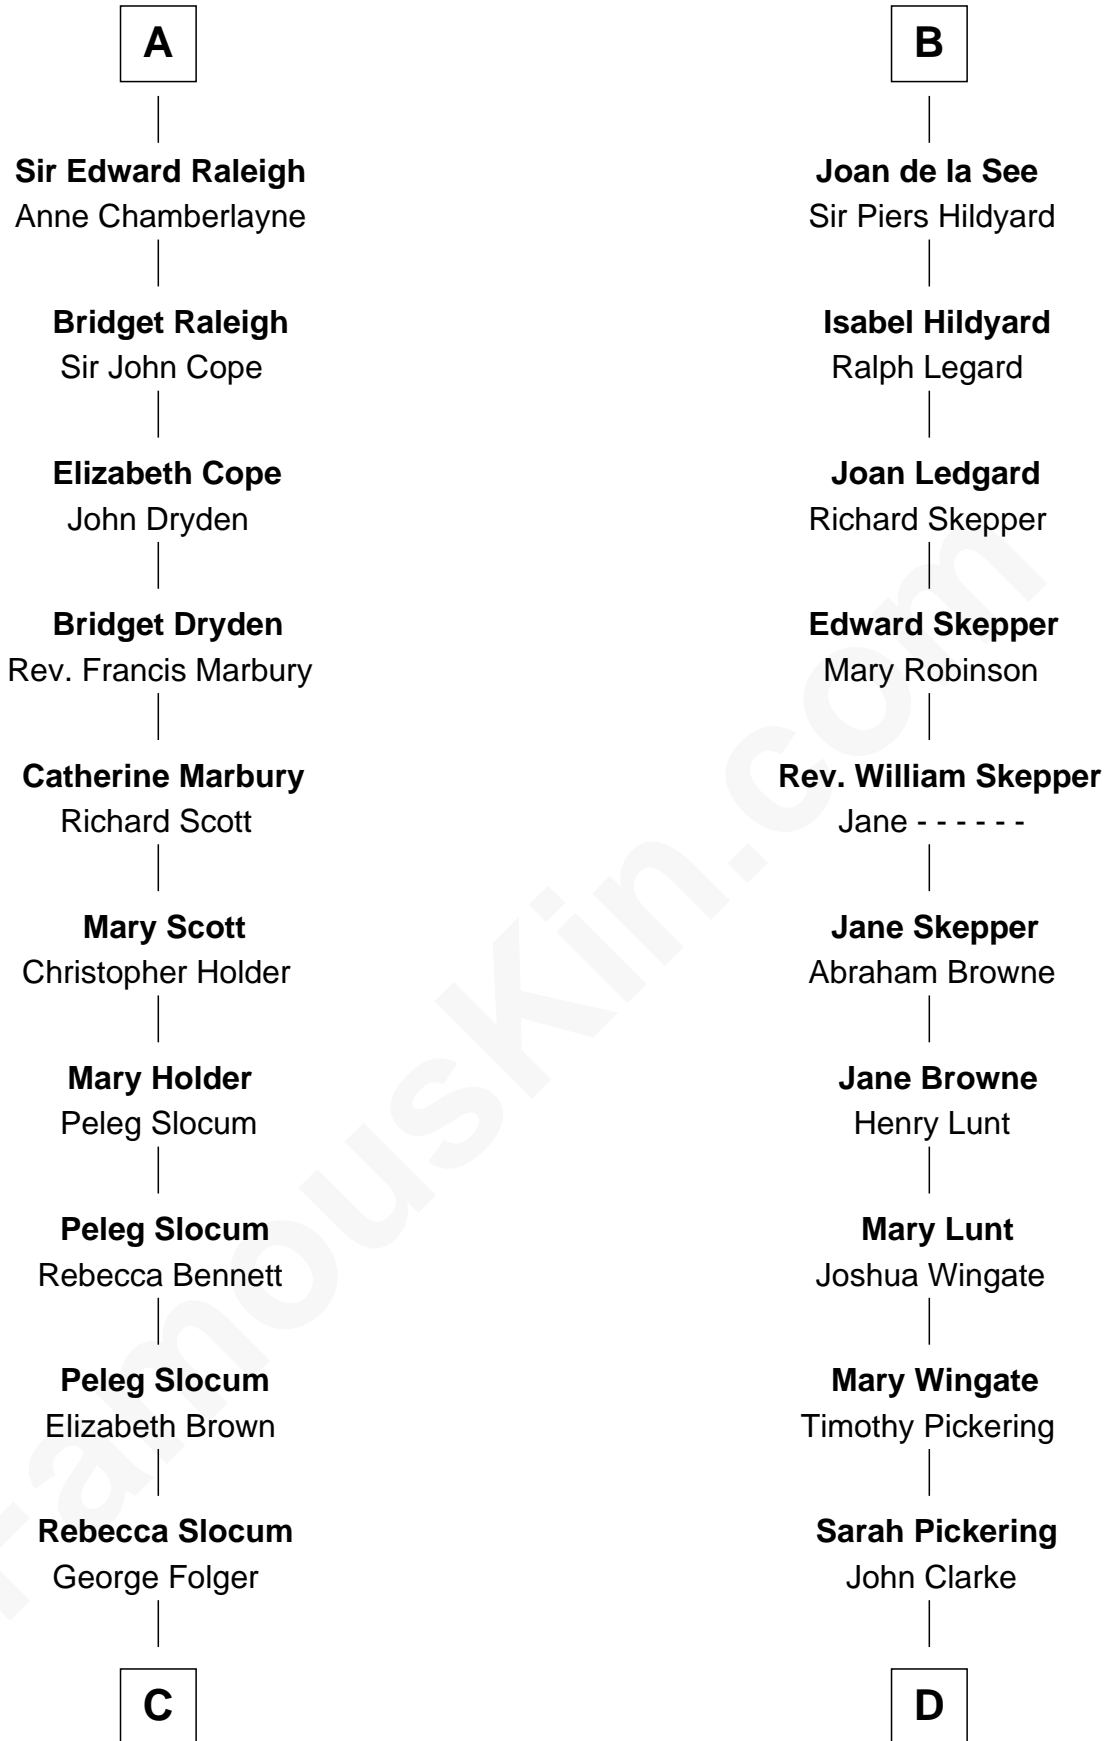 A
Sir Edward Raleigh
Anne Chamberlayne
Bridget Raleigh
Sir John Cope
Elizabeth Cope
John Dryden
Bridget Dryden
Rev. Francis Marbury
Catherine Marbury
Richard Scott
Mary Scott
Christopher Holder
Mary Holder
Peleg Slocum
Peleg Slocum
Rebecca Bennett
Peleg Slocum
Elizabeth Brown
Rebecca Slocum
George Folger
C
B
Joan de la See
Sir Piers Hildyard
Isabel Hildyard
Ralph Legard
Joan Ledgard
Richard Skepper
Edward Skepper
Mary Robinson
Rev. William Skepper
Jane - - - - - -
Jane Skepper
Abraham Browne
Jane Browne
Henry Lunt
Mary Lunt
Joshua Wingate
Mary Wingate
Timothy Pickering
Sarah Pickering
John Clarke
D
FamousKin.com